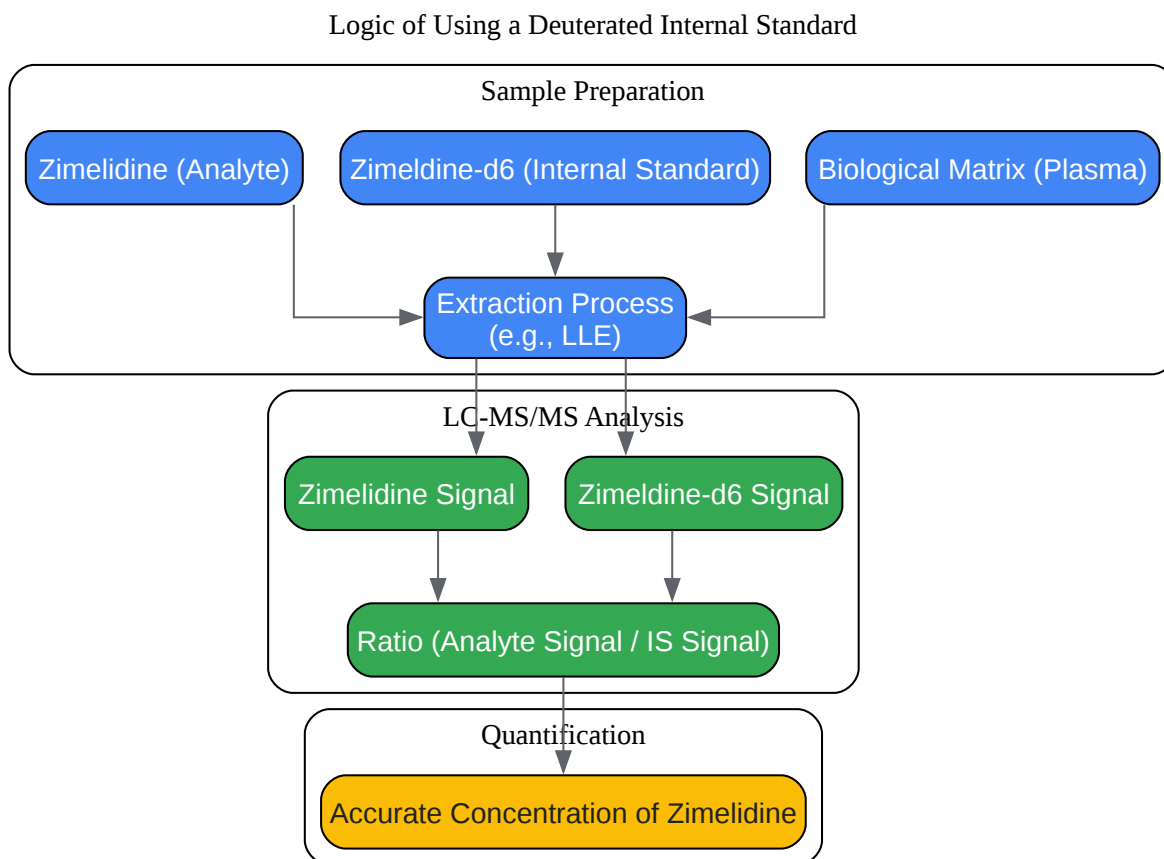 Logic of Using a Deuterated Internal Standard
Sample Preparation
Zimelidine (Analyte)
Zimeldine-d6 (Internal Standard)
Biological Matrix (Plasma)
Extraction Process
(e.g., LLE)
LC-MS/MS Analysis
Zimelidine Signal
Zimeldine-d6 Signal
Ratio (Analyte Signal / IS Signal)
Quantification
Accurate Concentration of Zimelidine